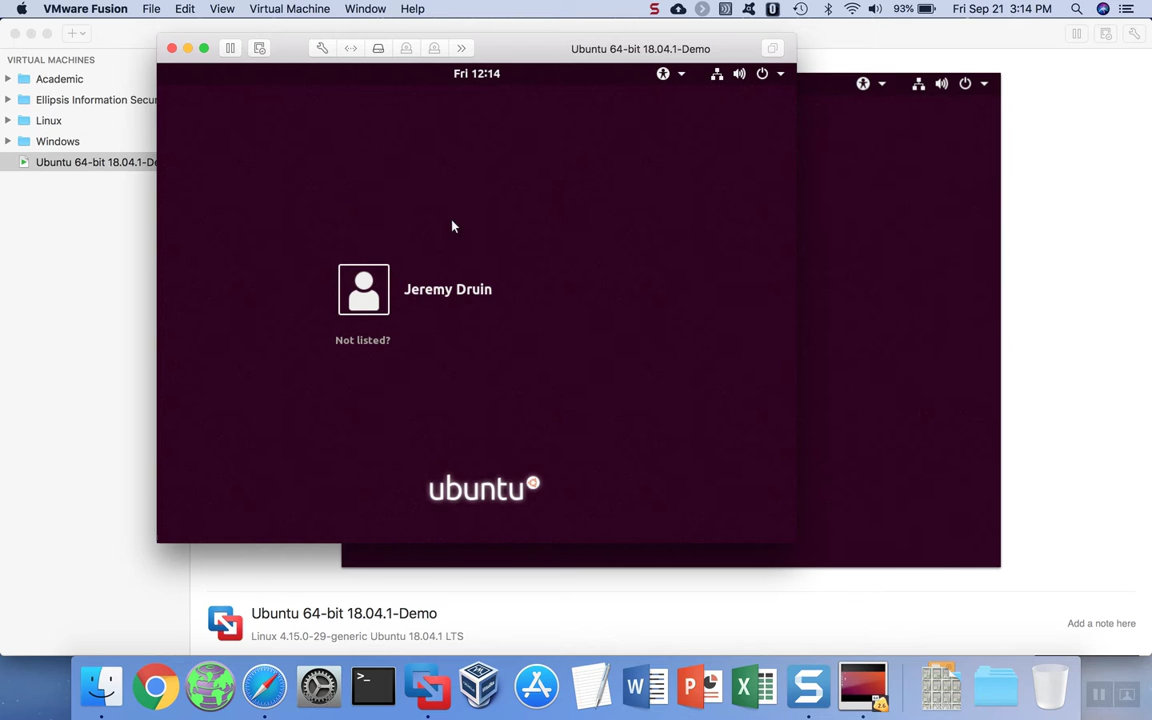 VMware Fusion File Edit View Virtual Machine Window Help 93% Fri Sep 21 3:14 PM
VIRTUAL MACHINES
Academic
Ellipsis Information Secur
Linux
Windows
Ubuntu 64-bit 18.04.1-De
Ubuntu 64-bit 18.04.1-Demo
Fri 12:14
Jeremy Druin
Not listed?
ubuntu
Ubuntu 64-bit 18.04.1-Demo
Linux 4.15.0-29-generic Ubuntu 18.04.1 LTS
Add a note here